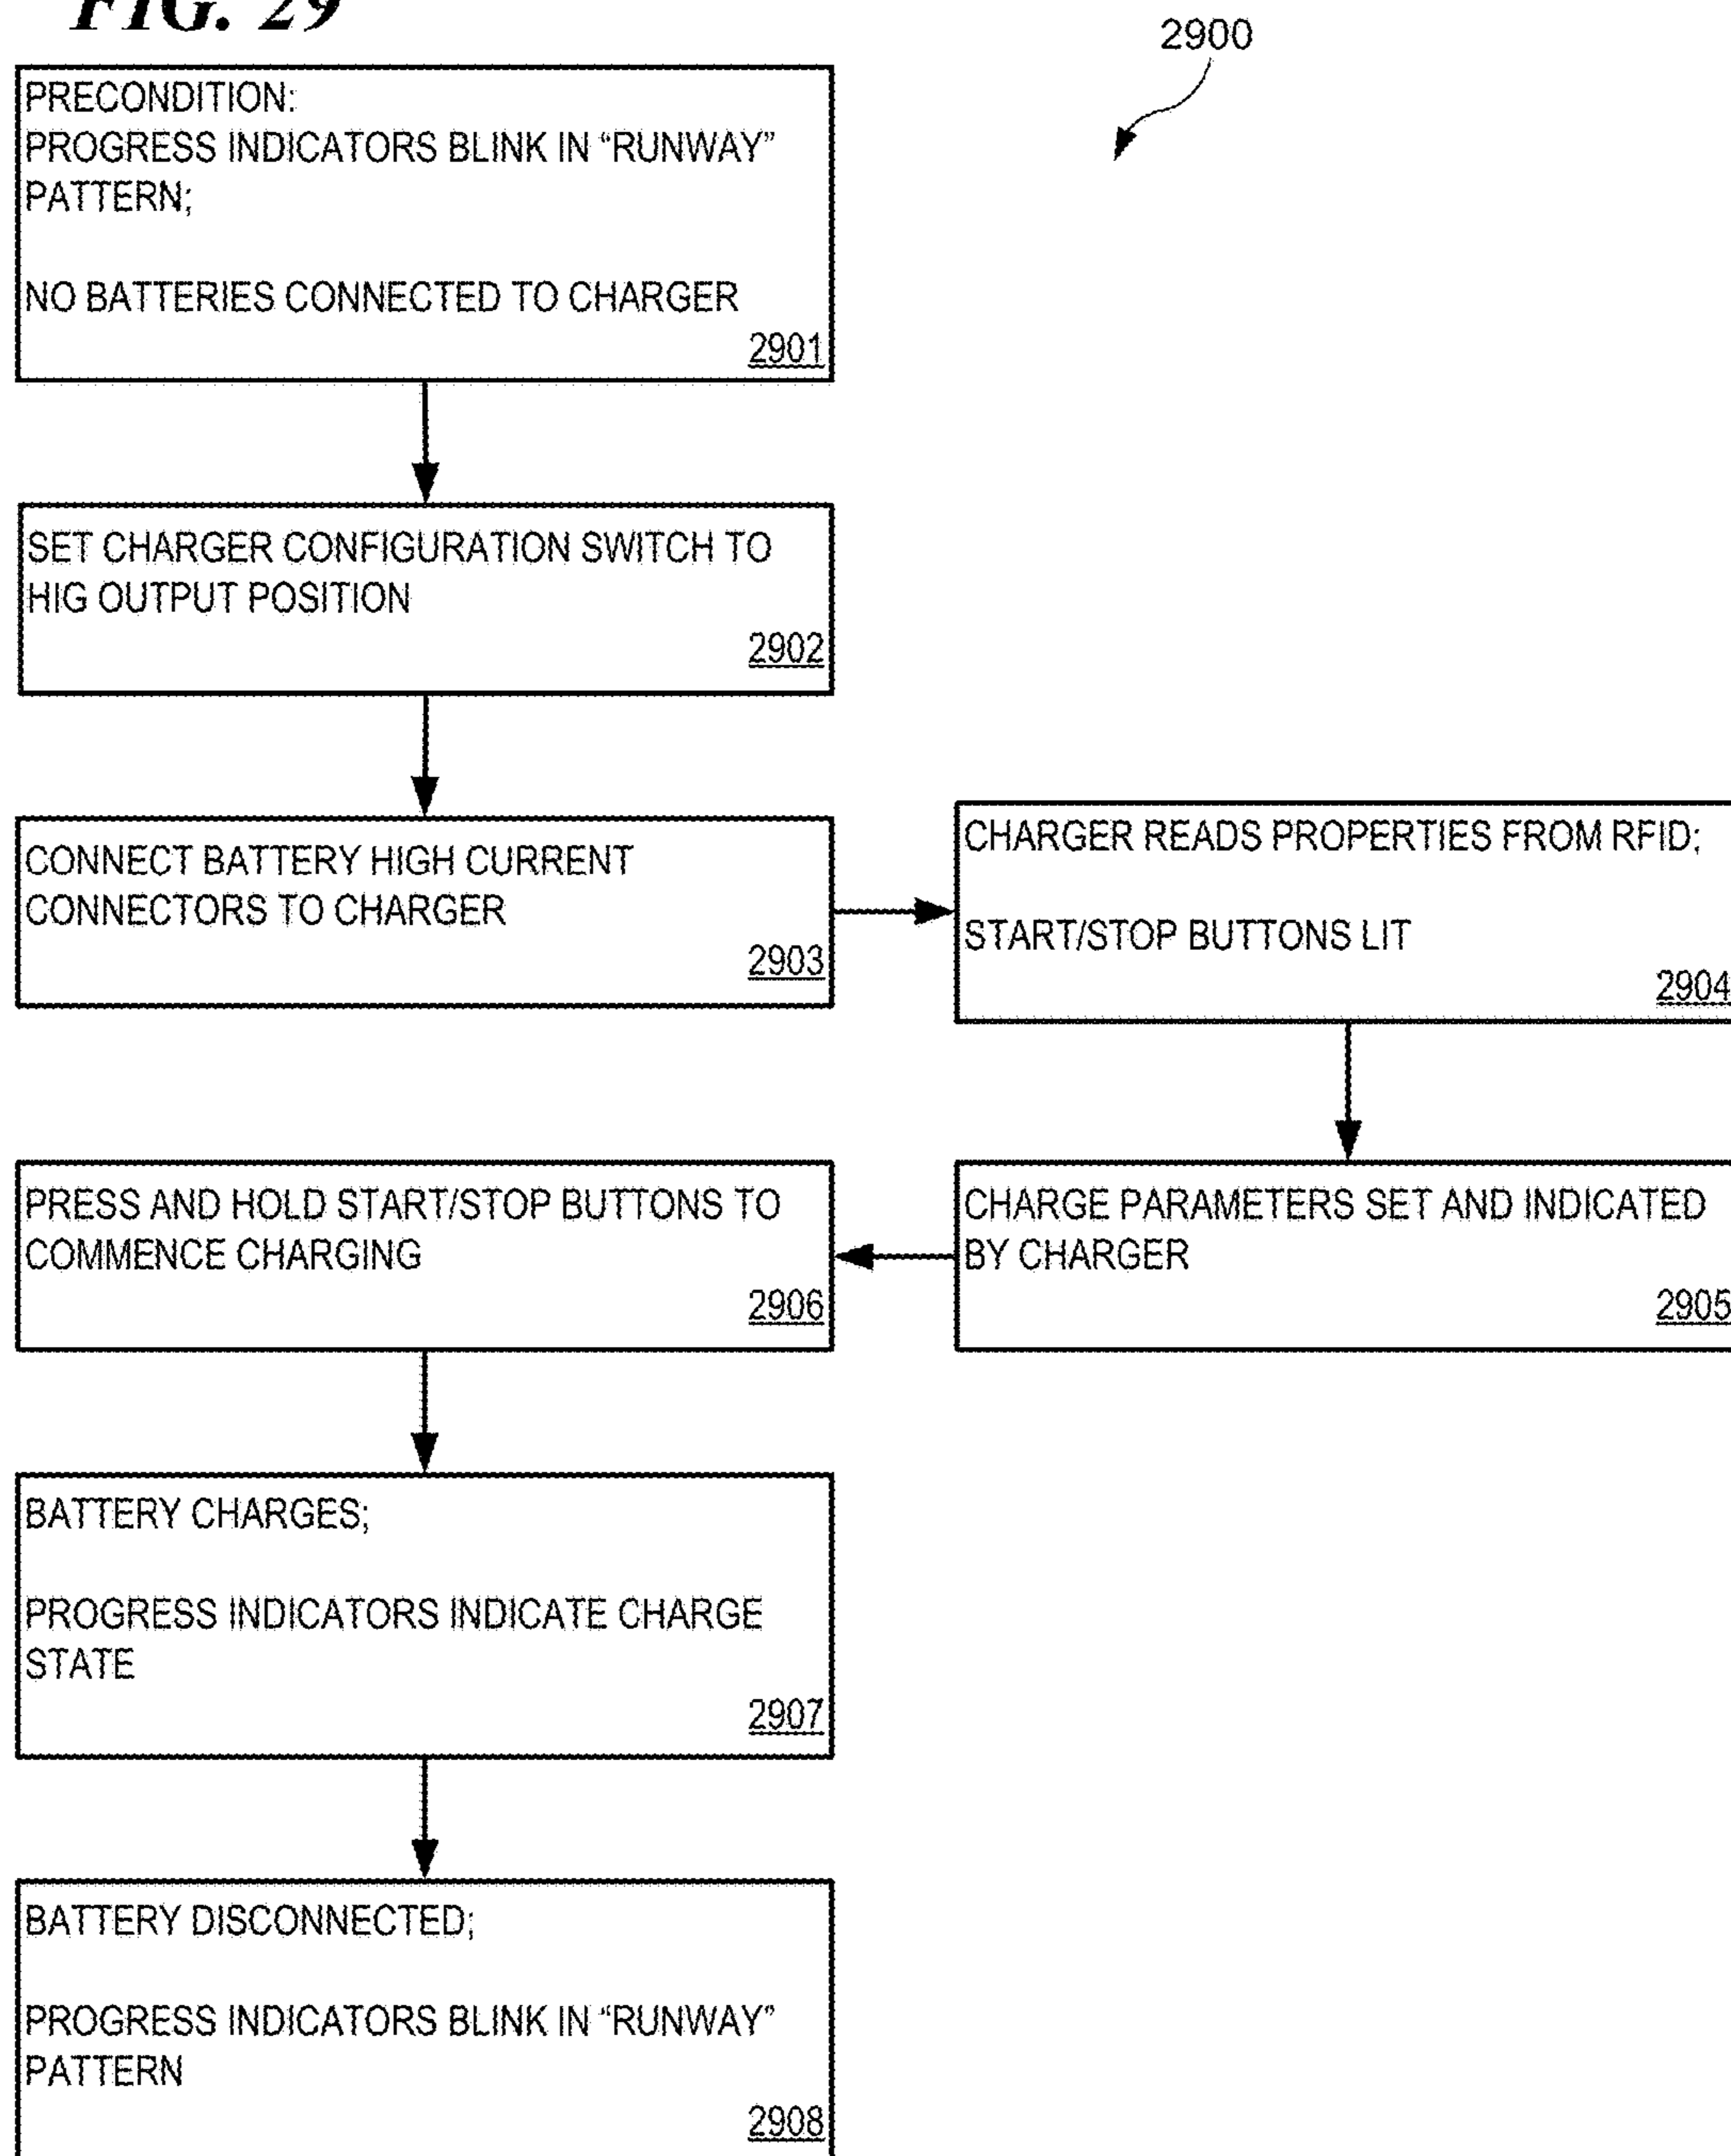 FIG. 29
2900
PRECONDITION:
PROGRESS INDICATORS BLINK IN “RUNWAY”
PATTERN;
NO BATTERIES CONNECTED TO CHARGER
2901
SET CHARGER CONFIGURATION SWITCH TO
HIG OUTPUT POSITION
2902
CONNECT BATTERY HIGH CURRENT
CONNECTORS TO CHARGER
2903
CHARGER READS PROPERTIES FROM RFID;
START/STOP BUTTONS LIT
2904
CHARGE PARAMETERS SET AND INDICATED
BY CHARGER
2905
PRESS AND HOLD START/STOP BUTTONS TO
COMMENCE CHARGING
2906
BATTERY CHARGES;
PROGRESS INDICATORS INDICATE CHARGE
STATE
2907
BATTERY DISCONNECTED;
PROGRESS INDICATORS BLINK IN “RUNWAY”
PATTERN
2908